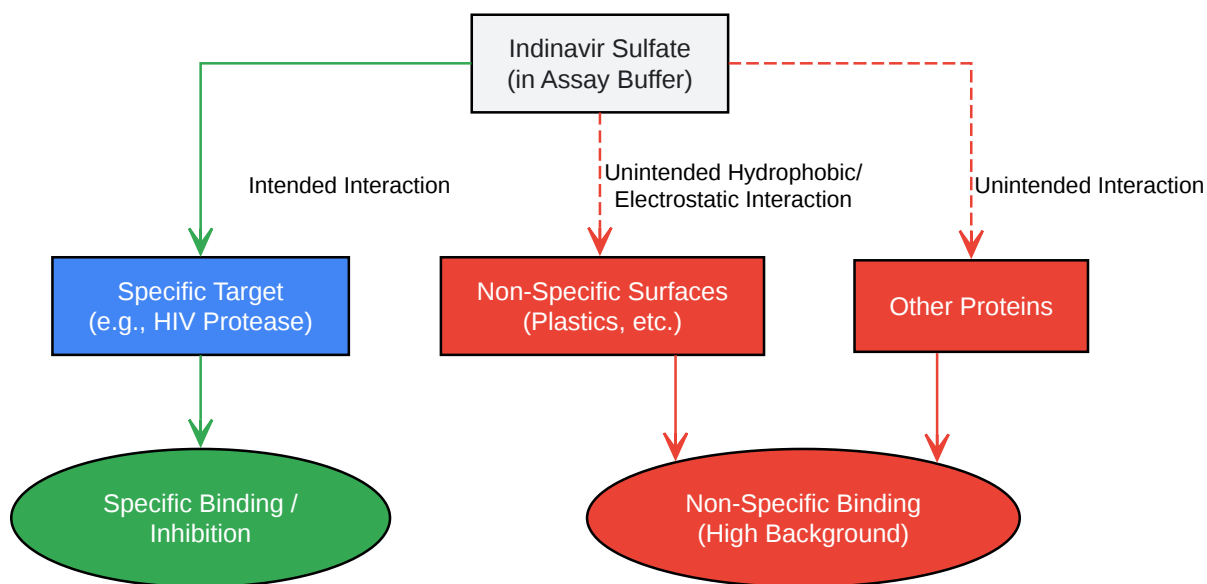 Indinavir Sulfate
(in Assay Buffer)
Intended Interaction
Unintended Hydrophobic/
Electrostatic Interaction
Unintended Interaction
Specific Target
(e.g., HIV Protease)
Non-Specific Surfaces
(Plastics, etc.)
Other Proteins
Specific Binding /
Inhibition
Non-Specific Binding
(High Background)